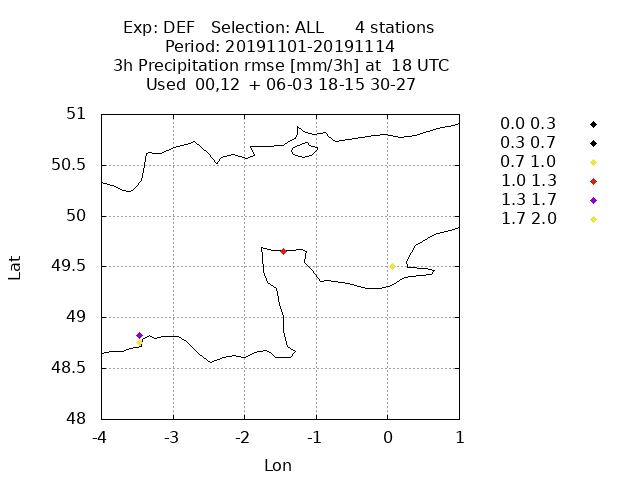 Exp: DEF   Selection: ALL      4 stations
Period: 20191101-20191114
3h Precipitation rmse [mm/3h] at  18 UTC
Used  00,12  + 06-03 18-15 30-27
0.0 0.3
0.3 0.7
0.7 1.0
1.0 1.3
1.3 1.7
1.7 2.0
51
50.5
50
49.5
49
48.5
48
-4 -3 -2 -1 0 1
Lat
Lon